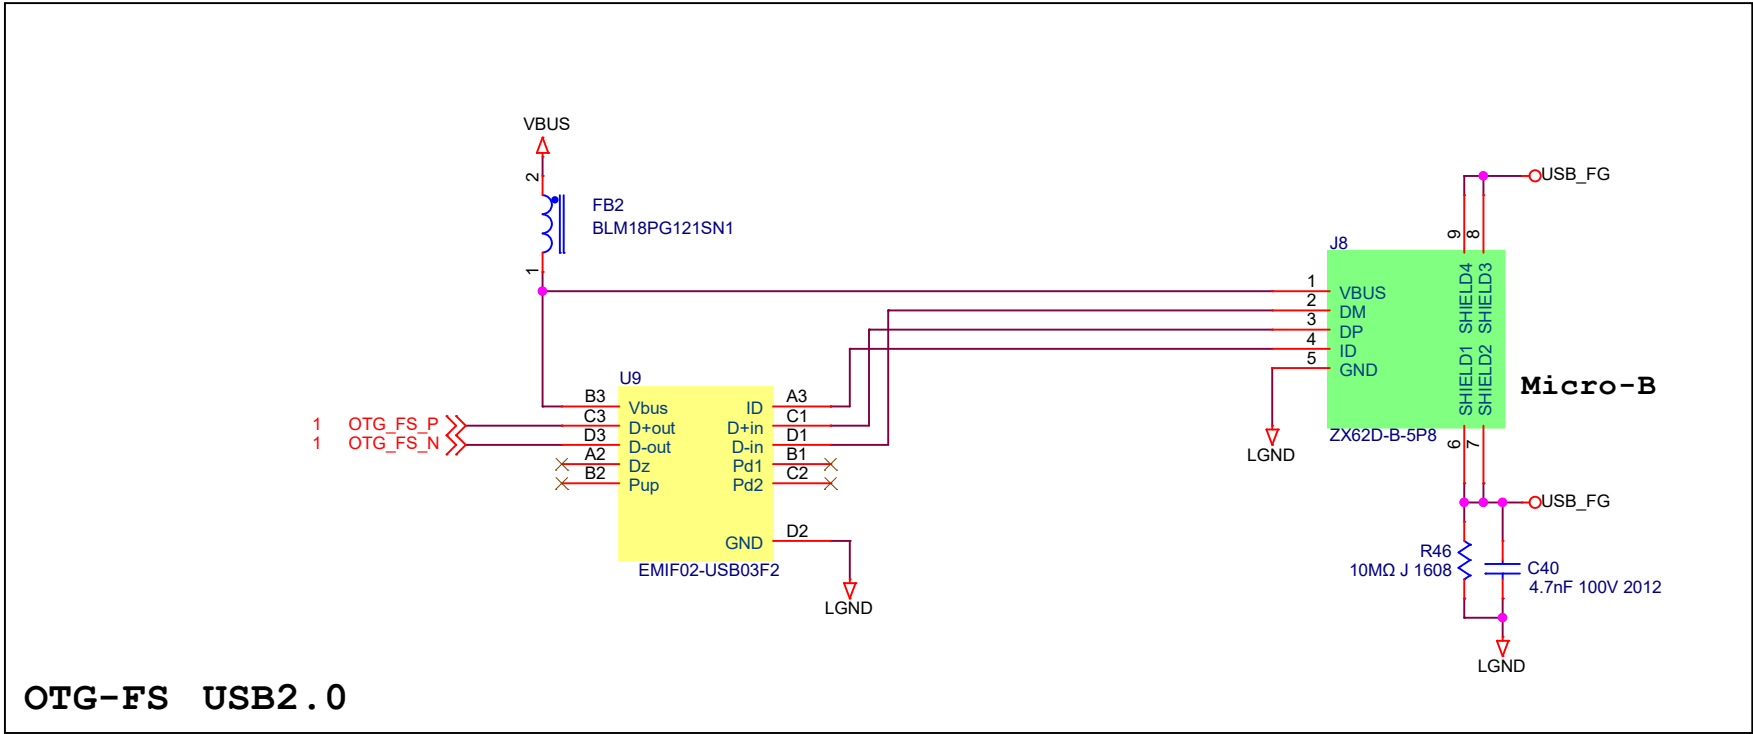 VBUS
2
FB2
BLM18PG121SN1
1
USB_FG
9
8
J8
SHIELD4
SHIELD3
1
VBUS
2
DM
3
DP
4
ID
5
GND
SHIELD1
SHIELD2
Micro-B
ZX62D-B-5P8
LGND
6
7
U9
B3
Vbus
ID
A3
1 OTG_FS_P
C3
D+out
D+in
C1
1 OTG_FS_N
D3
D-out
D-in
D1
A2
Dz
Pd1
B1
B2
Pup
Pd2
C2
GND
D2
EMIF02-USB03F2
LGND
USB_FG
R46
10MΩ J 1608
C40
4.7nF 100V 2012
LGND
OTG-FS USB2.0